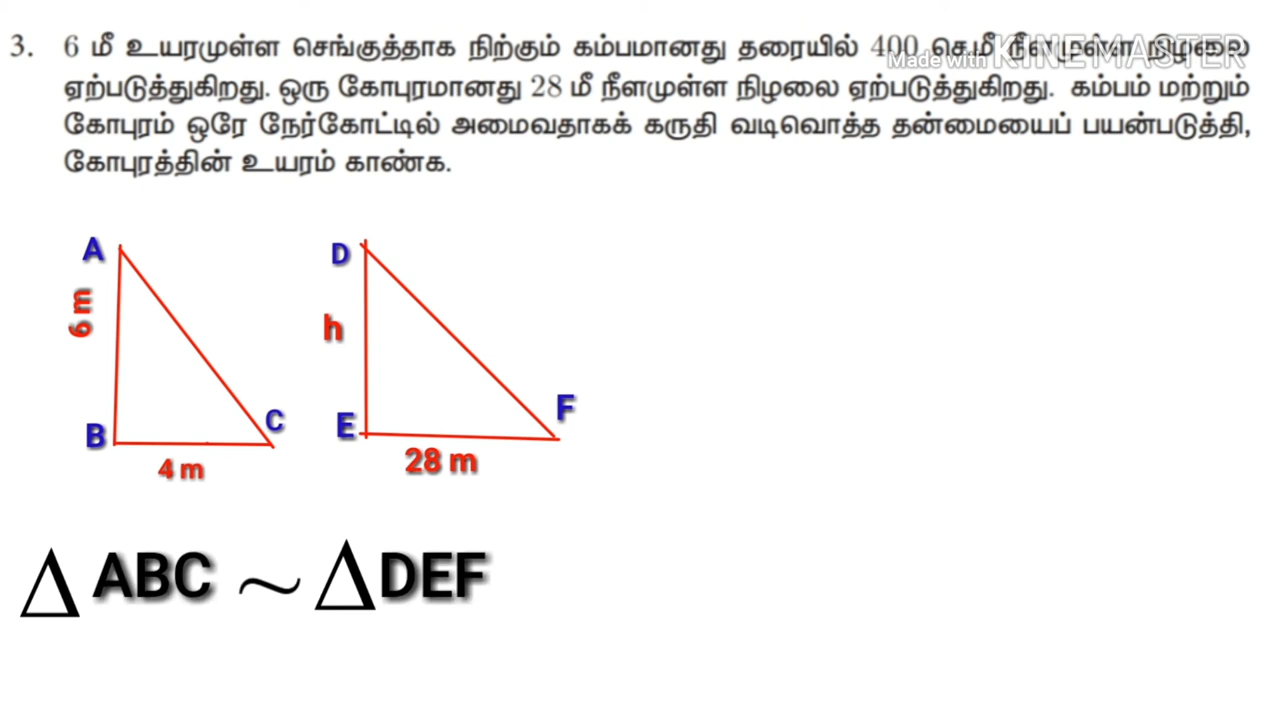 3. 6 மீ உயரமுள்ள செங்குத்தாக நிற்கும் கம்பமானது தரையில் 400 செ.மீ நீளமுள்ள நிழலை
Made with KINEMASTER
ஏற்படுத்துகிறது. ஒரு கோபுரமானது 28 மீ நீளமுள்ள நிழலை ஏற்படுத்துகிறது. கம்பம் மற்றும்
கோபுரம் ஒரே நேர்கோட்டில் அமைவதாகக் கருதி வடிவொத்த தன்மையைப் பயன்படுத்தி,
கோபுரத்தின் உயரம் காண்க.
A
D
6 m
h
B
C
E
F
4 m
28 m
Δ ABC ~ Δ DEF